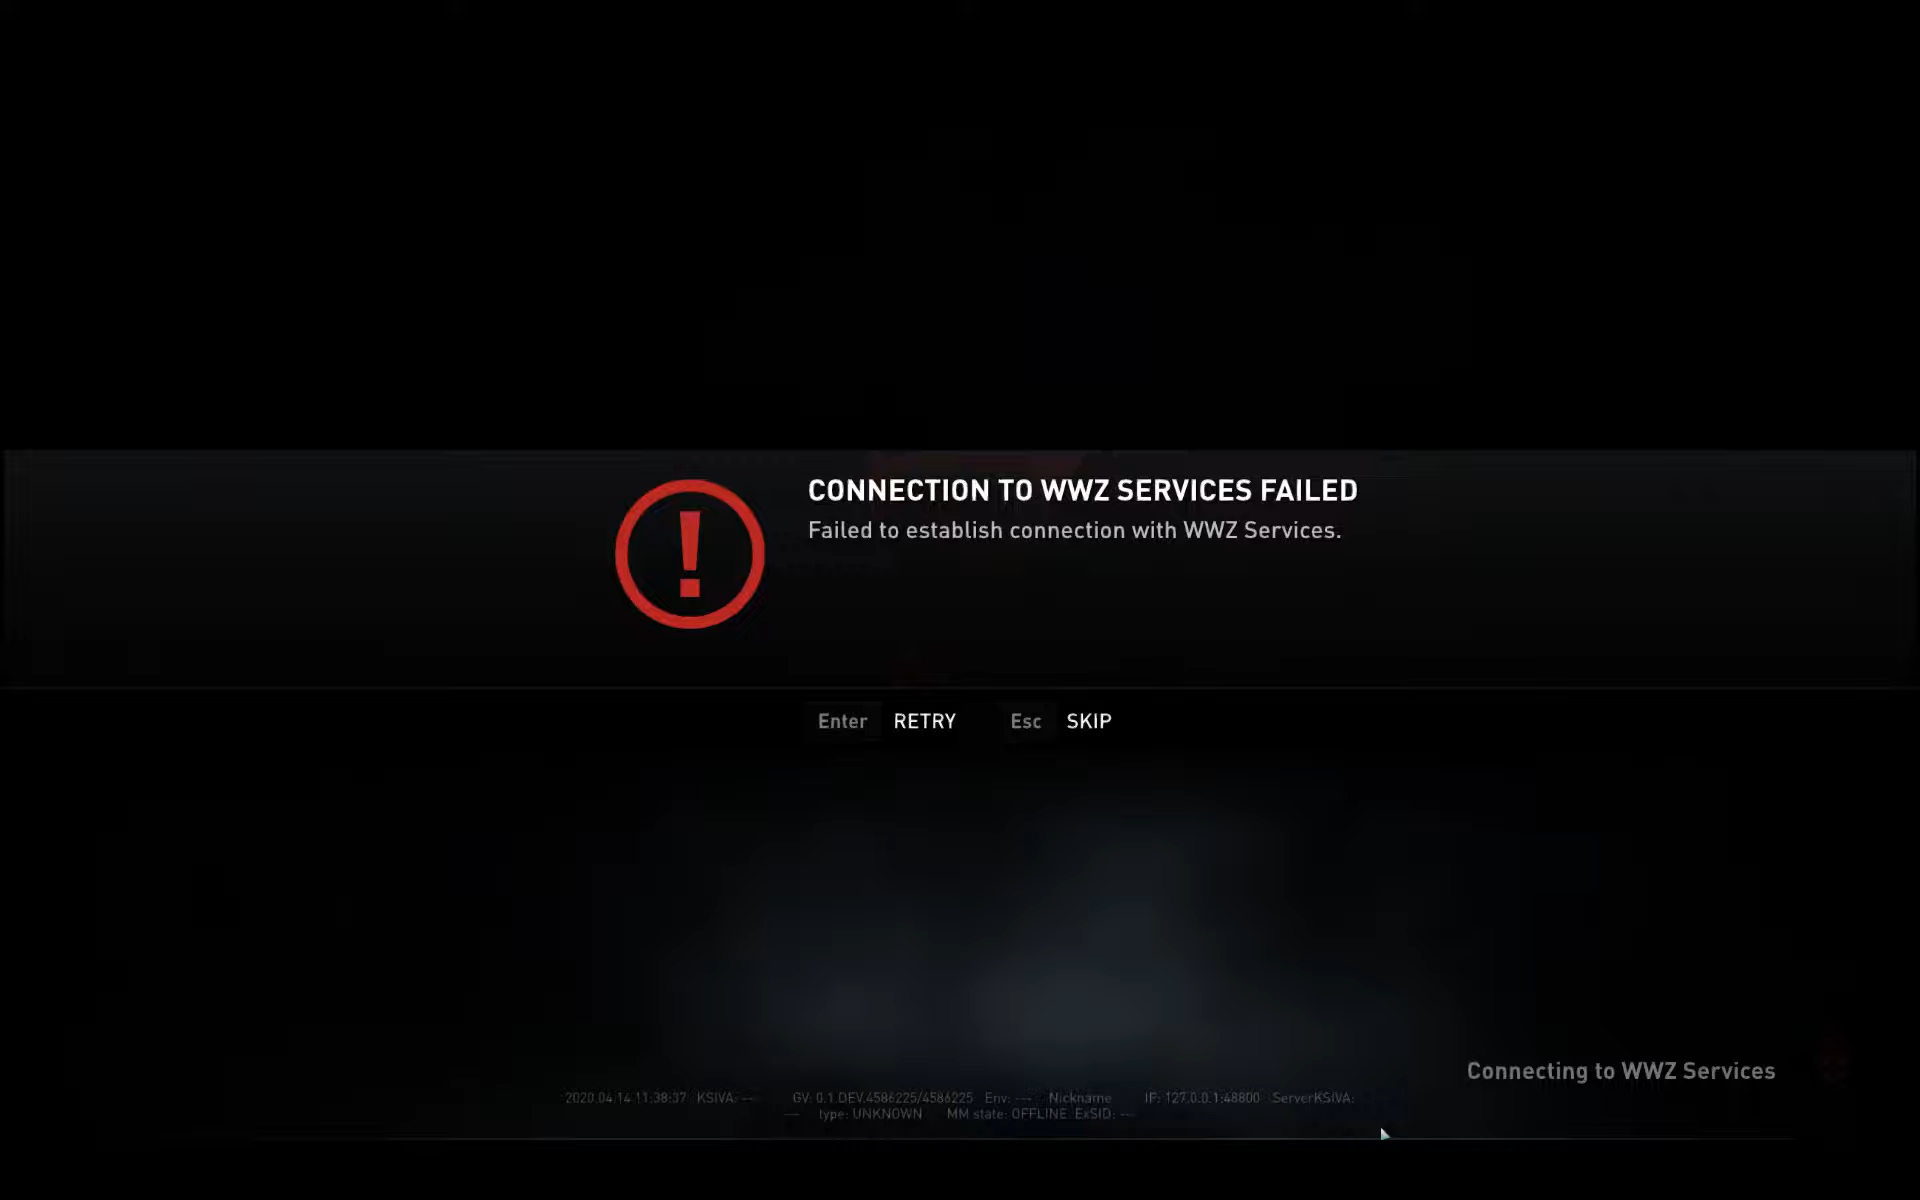 CONNECTION TO WWZ SERVICES FAILED
Failed to establish connection with WWZ Services.
Enter RETRY Esc SKIP
Connecting to WWZ Services
2020.04.14 11:38:37 KSIVA: --- GV: 0.1.DEV.4586225/4586225 Env: --- Nickname IF: 127.0.0.1:48800 ServerKSIVA:
--- type: UNKNOWN MM state: OFFLINE ExSID: ---